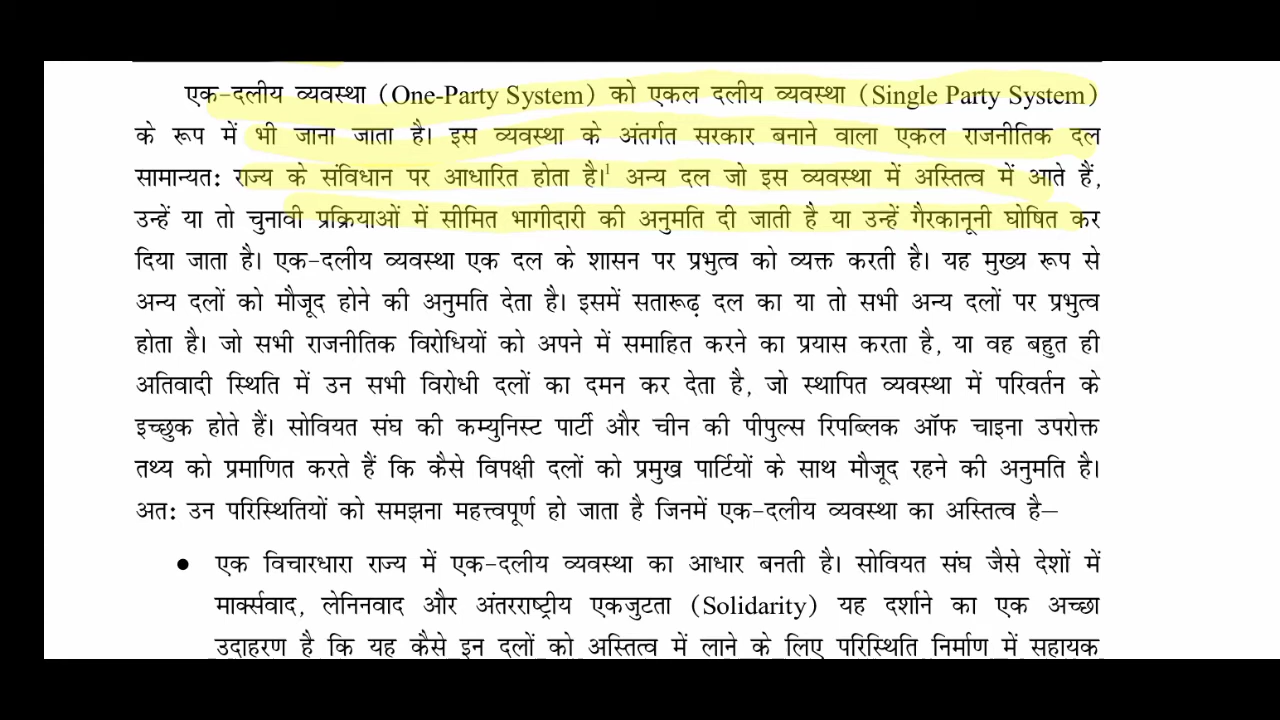 एक-दलीय व्यवस्था (One-Party System) को एकल दलीय व्यवस्था (Single Party System)
के रूप में भी जाना जाता है। इस व्यवस्था के अंतर्गत सरकार बनाने वाला एकल राजनीतिक दल
सामान्यत: राज्य के संविधान पर आधारित होता है।¹ अन्य दल जो इस व्यवस्था में अस्तित्व में आते हैं,
उन्हें या तो चुनावी प्रक्रियाओं में सीमित भागीदारी की अनुमति दी जाती है या उन्हें गैरकानूनी घोषित कर
दिया जाता है। एक-दलीय व्यवस्था एक दल के शासन पर प्रभुत्व को व्यक्त करती है। यह मुख्य रूप से
अन्य दलों को मौजूद होने की अनुमति देता है। इसमें सतारूढ़ दल का या तो सभी अन्य दलों पर प्रभुत्व
होता है। जो सभी राजनीतिक विरोधियों को अपने में समाहित करने का प्रयास करता है, या वह बहुत ही
अतिवादी स्थिति में उन सभी विरोधी दलों का दमन कर देता है, जो स्थापित व्यवस्था में परिवर्तन के
इच्छुक होते हैं। सोवियत संघ की कम्युनिस्ट पार्टी और चीन की पीपुल्स रिपब्लिक ऑफ चाइना उपरोक्त
तथ्य को प्रमाणित करते हैं कि कैसे विपक्षी दलों को प्रमुख पार्टियों के साथ मौजूद रहने की अनुमति है।
अत: उन परिस्थितियों को समझना महत्त्वपूर्ण हो जाता है जिनमें एक-दलीय व्यवस्था का अस्तित्व है–
● एक विचारधारा राज्य में एक-दलीय व्यवस्था का आधार बनती है। सोवियत संघ जैसे देशों में
मार्क्सवाद, लेनिनवाद और अंतरराष्ट्रीय एकजुटता (Solidarity) यह दर्शाने का एक अच्छा
उदाहरण है कि यह कैसे इन दलों को अस्तित्व में लाने के लिए परिस्थिति निर्माण में सहायक